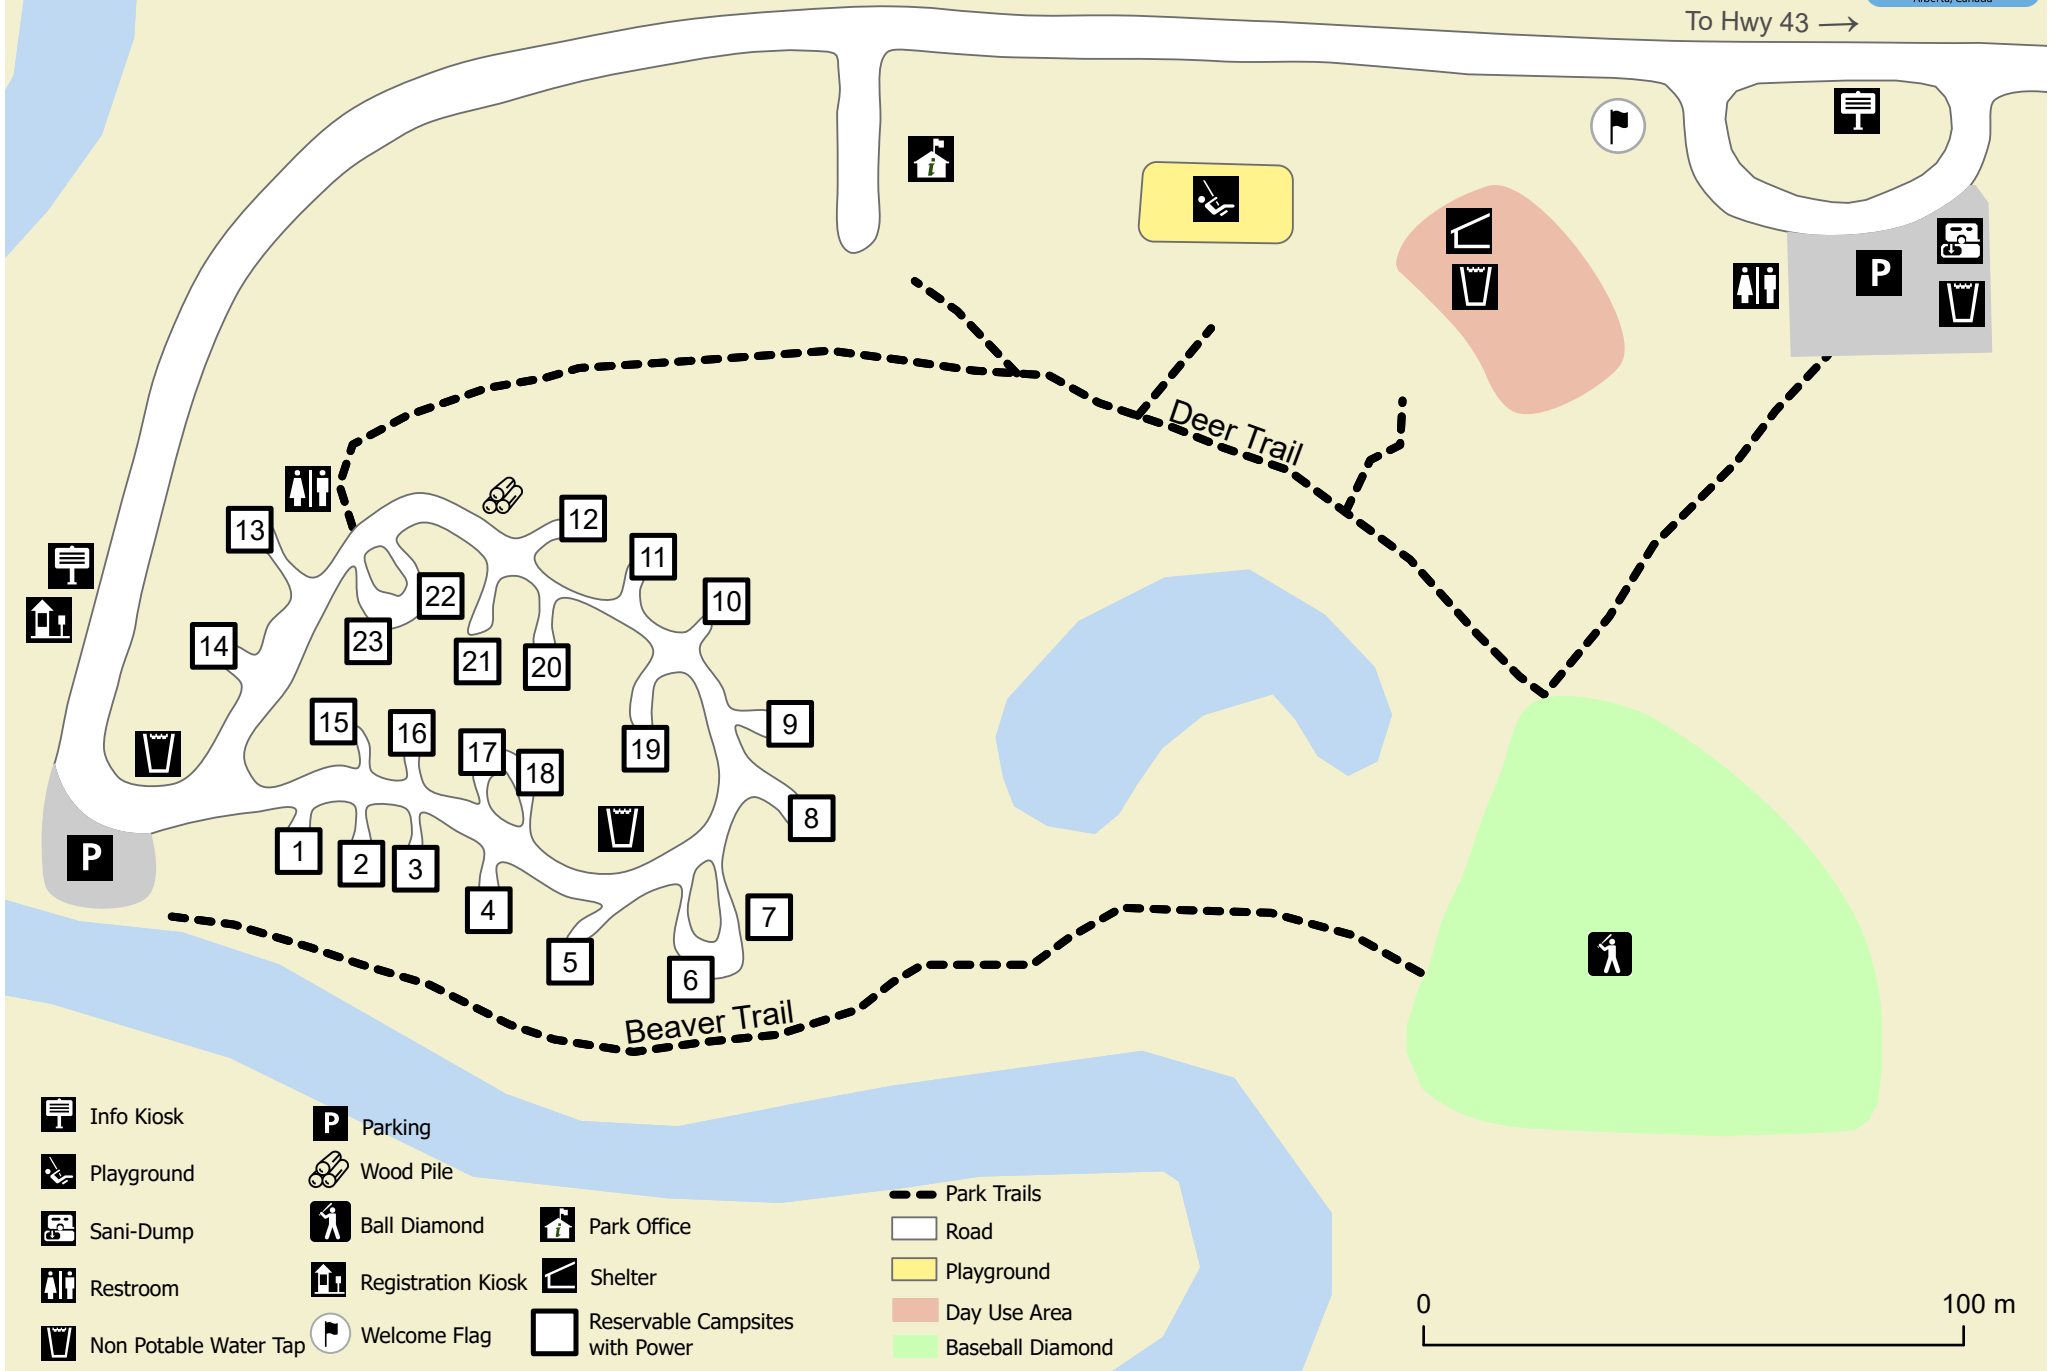 Alberta, Canada
To Hwy 43
i
P
Deer Trail
12
13
11
22
10
23
14
21
20
15
16
9
17
19
18
8
P
1
2
3
4
7
5
6
Beaver Trail
Info Kiosk
Playground
Sani-Dump
Restroom
Non Potable Water Tap
P Parking
Wood Pile
Ball Diamond
Registration Kiosk
Welcome Flag
i Park Office
Shelter
Reservable Campsites
with Power
Park Trails
Road
Playground
Day Use Area
Baseball Diamond
0 100 m